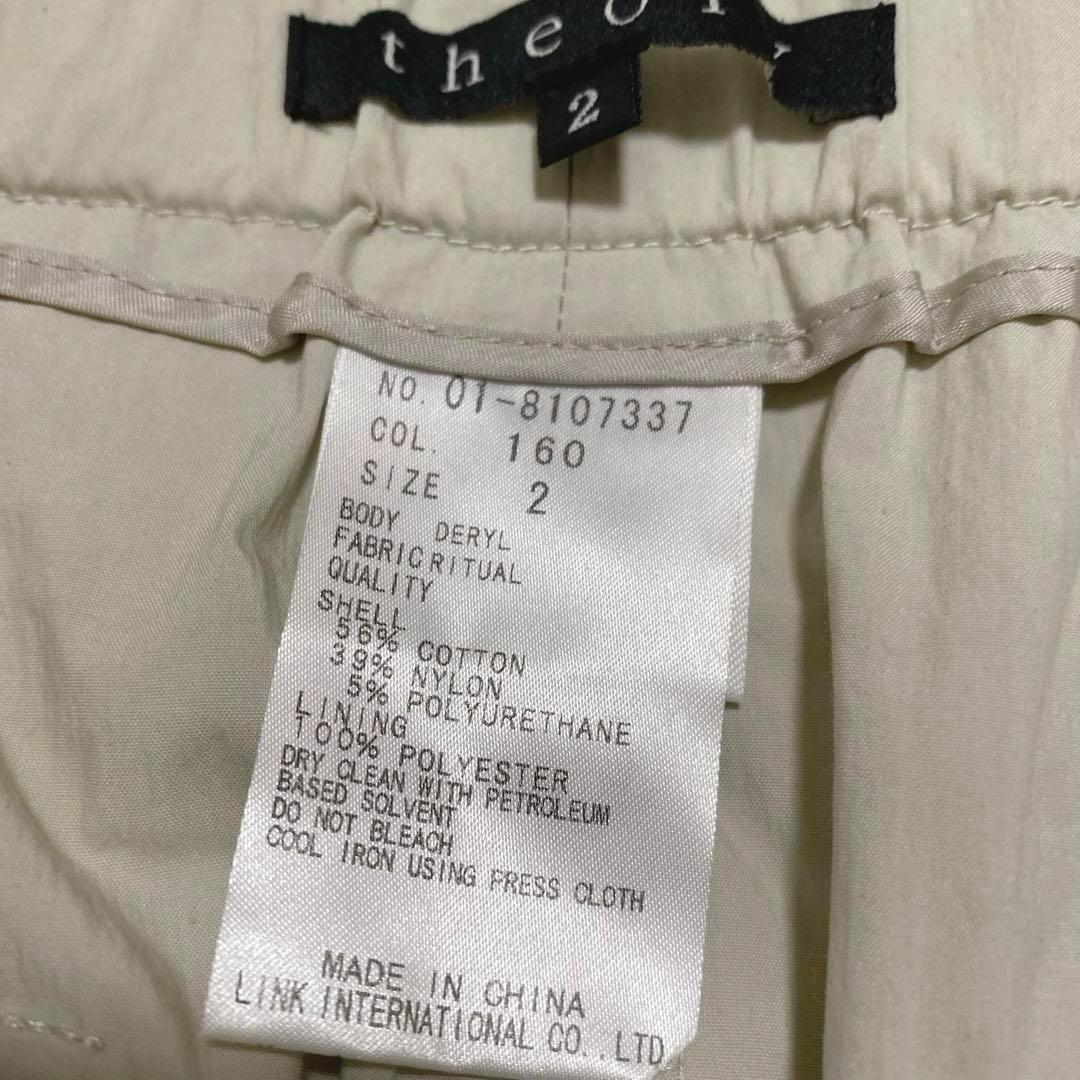 theory
2
NO. 01-8107337
COL. 160
SIZE 2
BODY DERYL
FABRIC RITUAL
QUALITY
SHELL
56% COTTON
39% NYLON
5% POLYURETHANE
LINING
100% POLYESTER
DRY CLEAN WITH PETROLEUM
BASED SOLVENT
DO NOT BLEACH
COOL IRON USING PRESS CLOTH
MADE IN CHINA
LINK INTERNATIONAL CO.,LTD